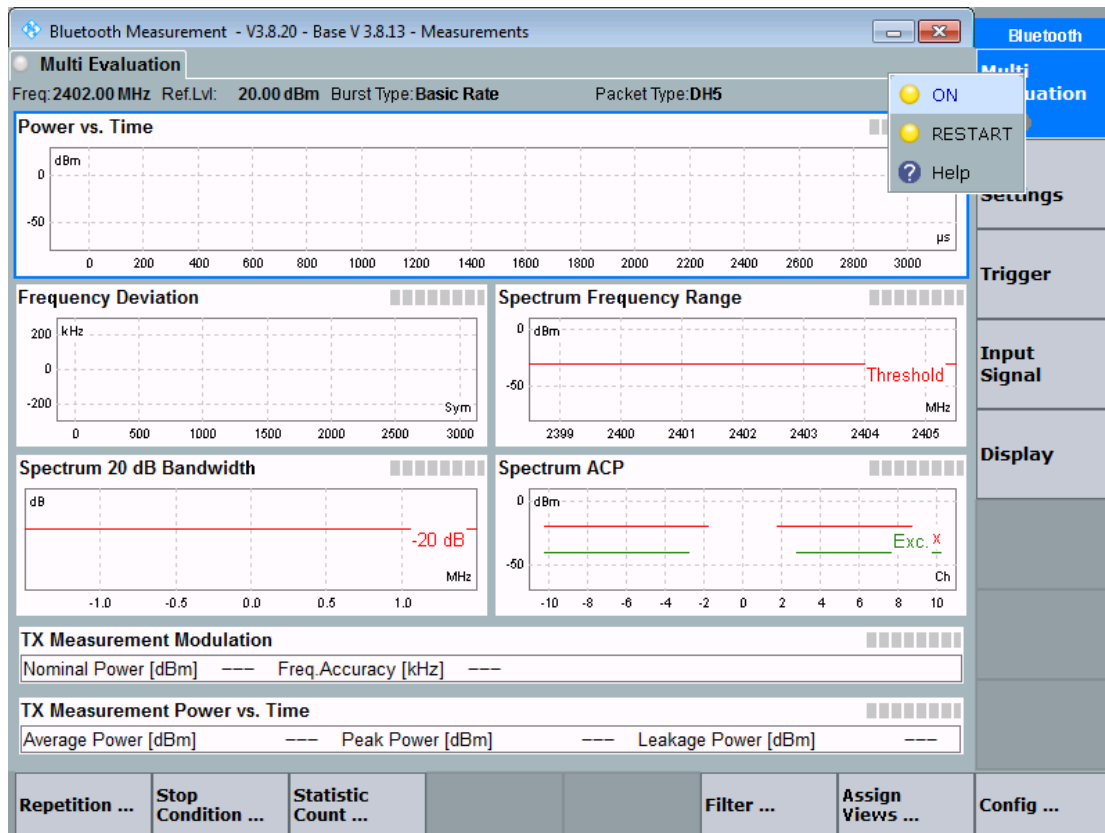 Bluetooth Measurement - V3.8.20 - Base V 3.8.13 - Measurements
Bluetooth
Multi Evaluation
Multi
uation
Freq: 2402.00 MHz Ref.Lvl: 20.00 dBm Burst Type: Basic Rate Packet Type: DH5
ON
RESTART
Help
Power vs. Time
dBm
0
-50
µs
0 200 400 600 800 1000 1200 1400 1600 1800 2000 2200 2400 2600 2800 3000
Settings
Trigger
Input
Signal
Display
Frequency Deviation
200 kHz
0
-200
Sym
0 500 1000 1500 2000 2500 3000
Spectrum Frequency Range
0 dBm
Threshold
-50
MHz
2399 2400 2401 2402 2403 2404 2405
Spectrum 20 dB Bandwidth
dB
-20 dB
MHz
-1.0 -0.5 0.0 0.5 1.0
Spectrum ACP
0 dBm
Exc. x
-50
Ch
-10 -8 -6 -4 -2 0 2 4 6 8 10
TX Measurement Modulation
Nominal Power [dBm] --- Freq.Accuracy [kHz] ---
TX Measurement Power vs. Time
Average Power [dBm] --- Peak Power [dBm] --- Leakage Power [dBm] ---
Repetition ...
Stop
Condition ...
Statistic
Count ...
Filter ...
Assign
Views ...
Config ...